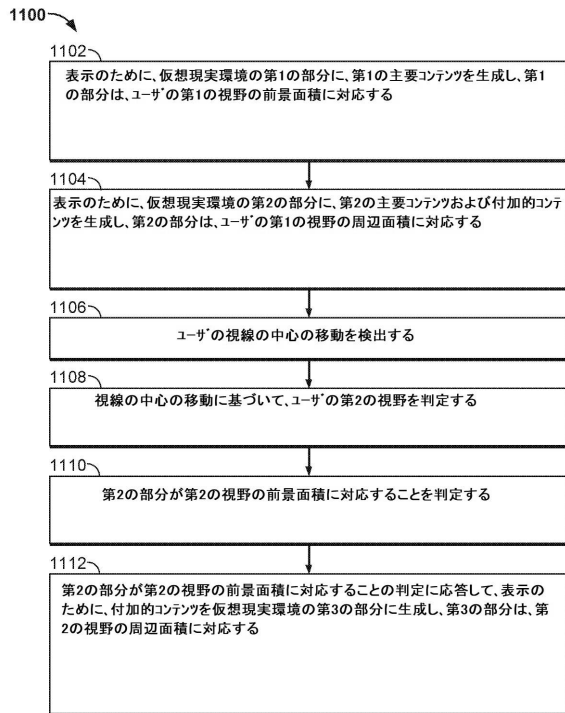 1100
1102
表示のために、仮想現実環境の第1の部分に、第1の主要コンテンツを生成し、第1
の部分は、ユーザの第1の視野の前景面積に対応する
1104
表示のために、仮想現実環境の第2の部分に、第2の主要コンテンツおよび付加的コンテ
ンツを生成し、第2の部分は、ユーザの第1の視野の周辺面積に対応する
1106
ユーザの視線の中心の移動を検出する
1108
視線の中心の移動に基づいて、ユーザの第2の視野を判定する
1110
第2の部分が第2の視野の前景面積に対応することを判定する
1112
第2の部分が第2の視野の前景面積に対応することの判定に応答して、表示の
ために、付加的コンテンツを仮想現実環境の第3の部分に生成し、第3の部分は、第
2の視野の周辺面積に対応する